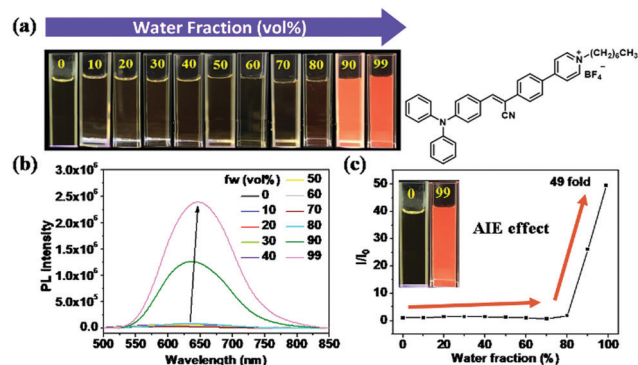 (a)
Water Fraction (vol%)
0 10 20 30 40 50 60 70 80 90 99
N
CN
N
+
(CH2)6CH3
BF4
−
(b)
3.0x10⁶
2.5x10⁶
2.0x10⁶
1.5x10⁶
1.0x10⁶
5.0x10⁵
0.0
PL Intensity
fw (vol%)
0
10
20
30
40
50
60
70
80
90
99
500 550 600 650 700 750 800 850
Wavelength (nm)
(c)
50
40
30
20
10
0
I/I0
0 99
AIE effect
49 fold
0 20 40 60 80 100
Water fraction (%)